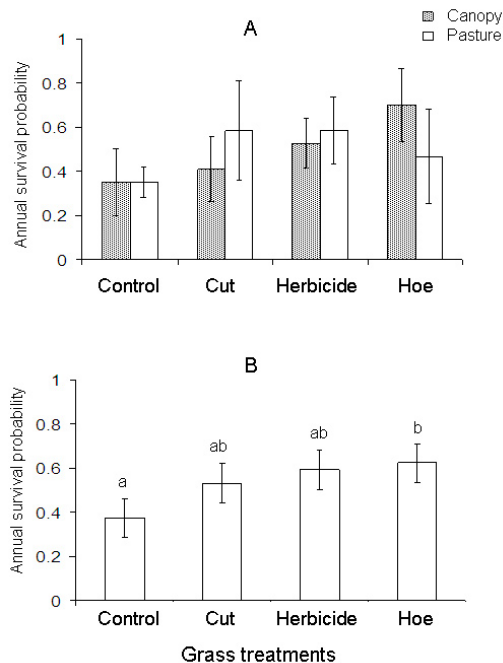 Canopy
Pasture
A
Annual survival probability
1
0.8
0.6
0.4
0.2
0
Control Cut Herbicide Hoe
B
Annual survival probability
1
0.8
0.6
0.4
0.2
0
a ab ab b
Control Cut Herbicide Hoe
Grass treatments